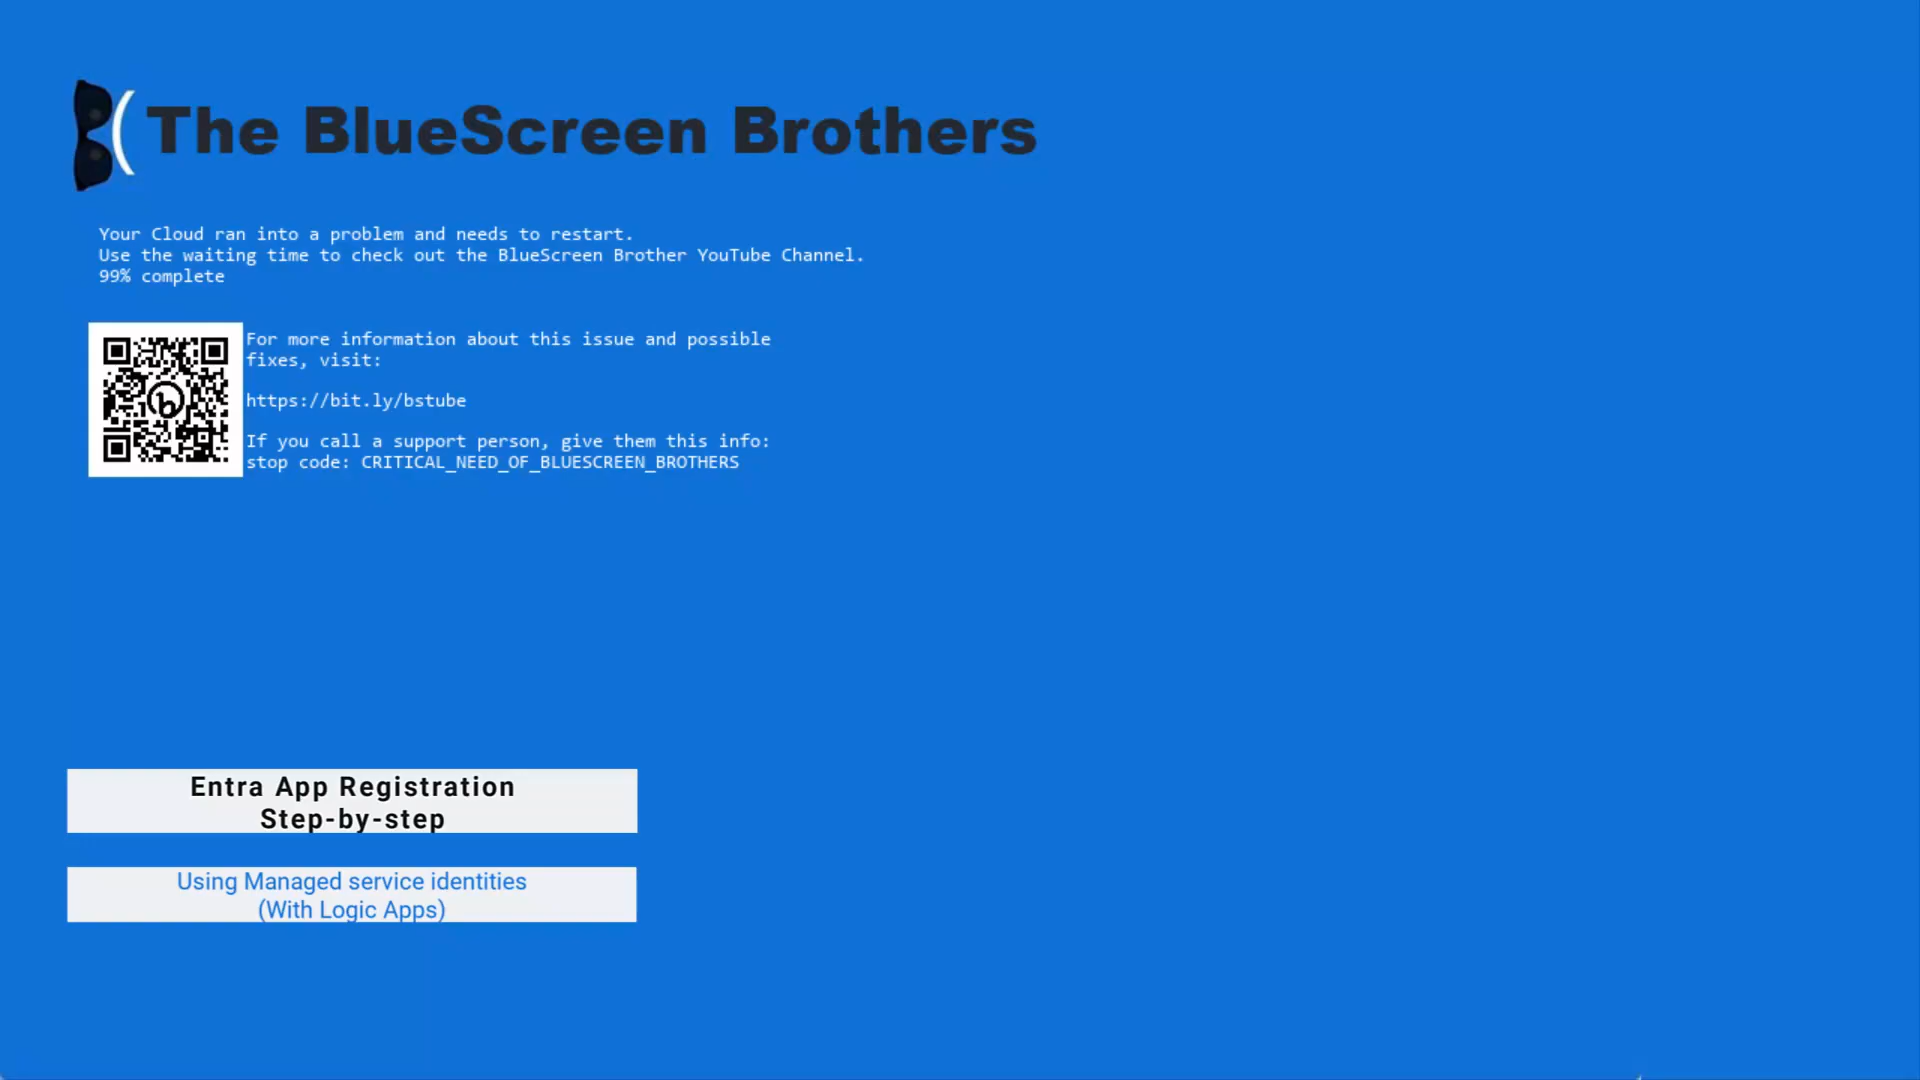 The BlueScreen Brothers
Your Cloud ran into a problem and needs to restart.
Use the waiting time to check out the BlueScreen Brother YouTube Channel.
99% complete
For more information about this issue and possible
fixes, visit:
https://bit.ly/bstube
If you call a support person, give them this info:
stop code: CRITICAL_NEED_OF_BLUESCREEN_BROTHERS
Entra App Registration
Step-by-step
Using Managed service identities
(With Logic Apps)